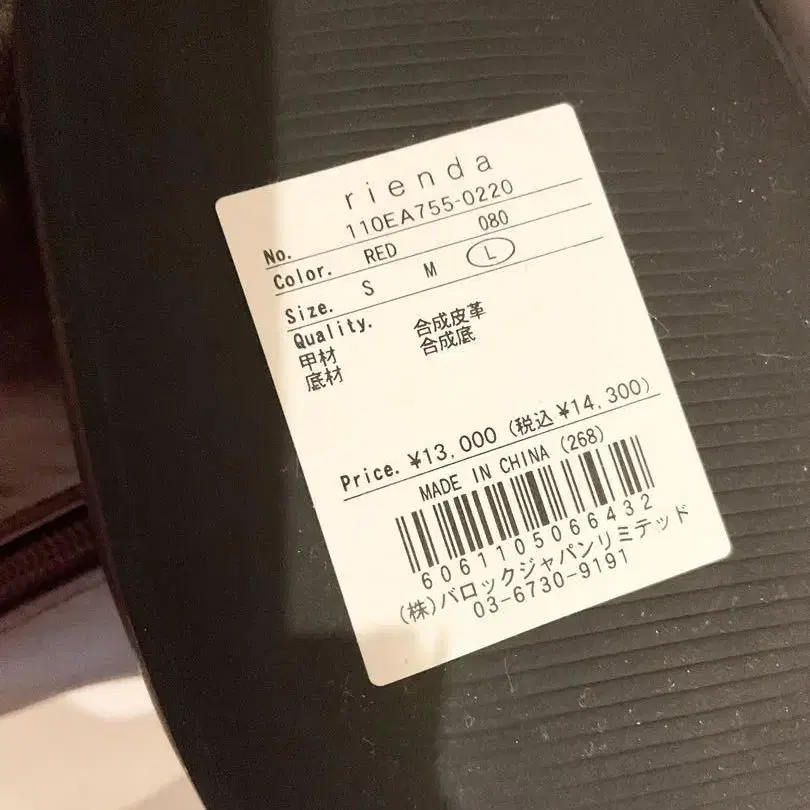 rienda
No. 110EA755-0220
Color. RED 080
Size. S M L
Quality.
甲材 合成皮革
底材 合成底
Price. ¥13,000 (税込 ¥14,300)
MADE IN CHINA (268)
6061105066432
(株)バロックジャパンリミテッド
03-6730-9191